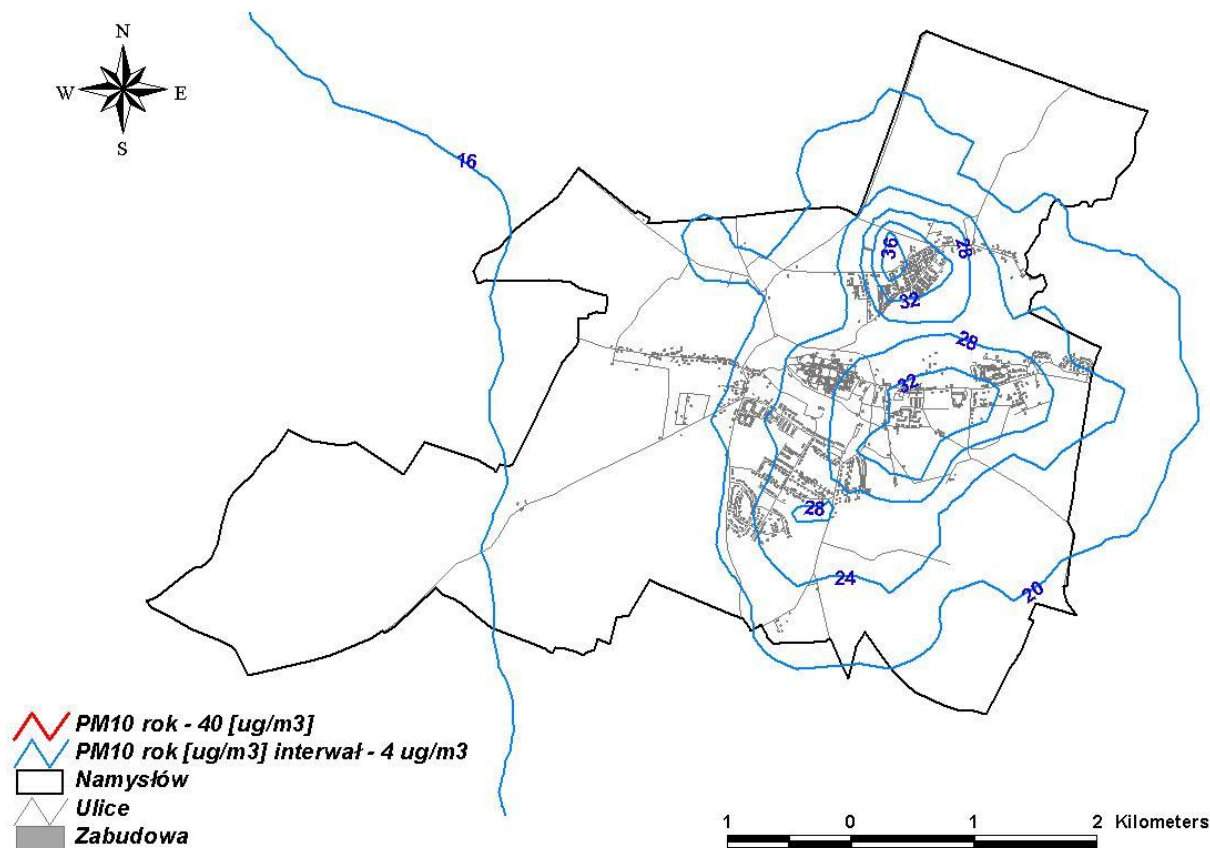 N
W E
S
16
36
28
32
28
32
28
24
20
PM10 rok - 40 [ug/m3]
PM10 rok [ug/m3] interwał - 4 ug/m3
Namysłów
Ulice
Zabudowa
1 0 1 2 Kilometers